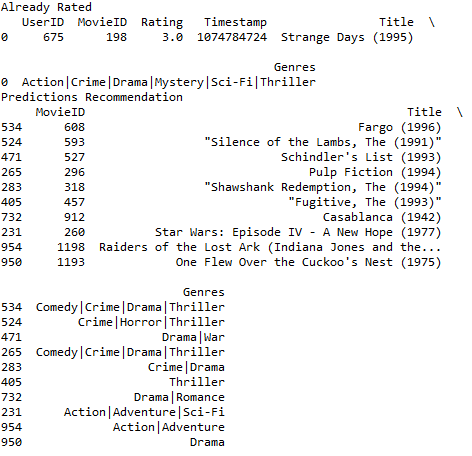 Already Rated
UserID MovieID Rating Timestamp Title \
0 675 198 3.0 1074784724 Strange Days (1995)
Genres
0 Action|Crime|Drama|Mystery|Sci-Fi|Thriller
Predictions Recommendation
MovieID Title \
534 608 Fargo (1996)
524 593 "Silence of the Lambs, The (1991)"
471 527 Schindler's List (1993)
265 296 Pulp Fiction (1994)
283 318 "Shawshank Redemption, The (1994)"
405 457 "Fugitive, The (1993)"
732 912 Casablanca (1942)
231 260 Star Wars: Episode IV - A New Hope (1977)
954 1198 Raiders of the Lost Ark (Indiana Jones and the...
950 1193 One Flew Over the Cuckoo's Nest (1975)
Genres
534 Comedy|Crime|Drama|Thriller
524 Crime|Horror|Thriller
471 Drama|War
265 Comedy|Crime|Drama|Thriller
283 Crime|Drama
405 Thriller
732 Drama|Romance
231 Action|Adventure|Sci-Fi
954 Action|Adventure
950 Drama